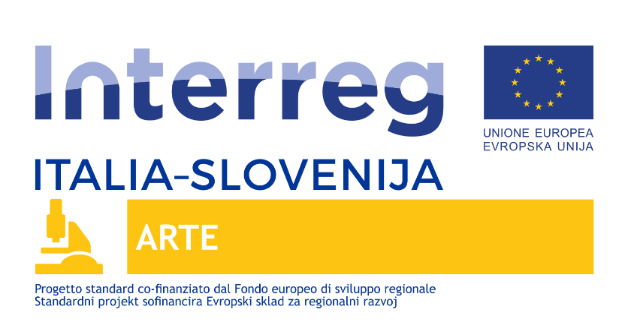 Interreg
UNIONE EUROPEA
EVROPSKA UNIJA
ITALIA–SLOVENIJA
ARTE
Progetto standard co-finanziato dal Fondo europeo di sviluppo regionale
Standardni projekt sofinancira Evropski sklad za regionalni razvoj